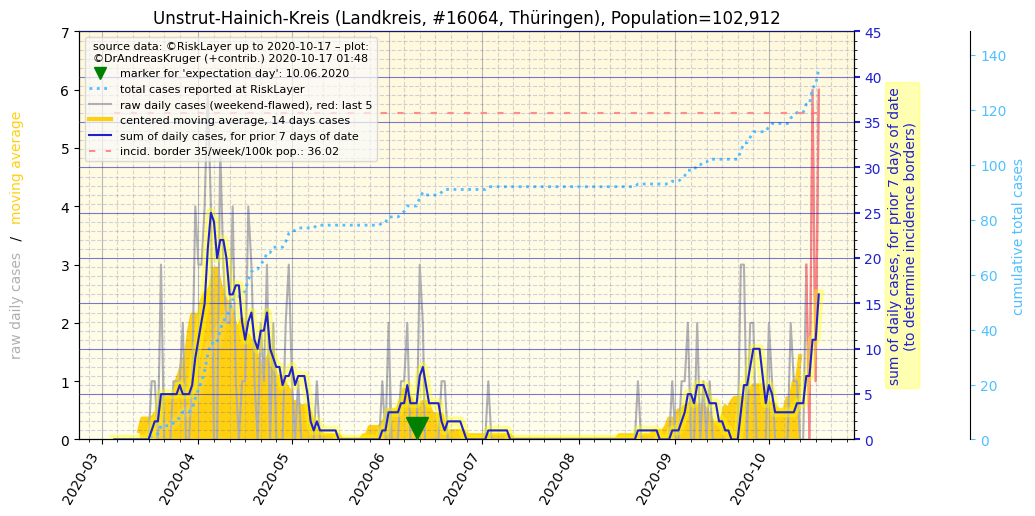 Unstrut-Hainich-Kreis (Landkreis, #16064, Thüringen), Population=102,912
source data: ©RiskLayer up to 2020-10-17 – plot:
©DrAndreasKruger (+contrib.) 2020-10-17 01:48
marker for 'expectation day': 10.06.2020
total cases reported at RiskLayer
raw daily cases (weekend-flawed), red: last 5
centered moving average, 14 days cases
sum of daily cases, for prior 7 days of date
incid. border 35/week/100k pop.: 36.02
raw daily cases / moving average
7
6
5
4
3
2
1
0
2020-03
2020-04
2020-05
2020-06
2020-07
2020-08
2020-09
2020-10
45
40
35
30
25
20
15
10
5
0
sum of daily cases, for prior 7 days of date
(to determine incidence borders)
140
120
100
80
60
40
20
0
cumulative total cases